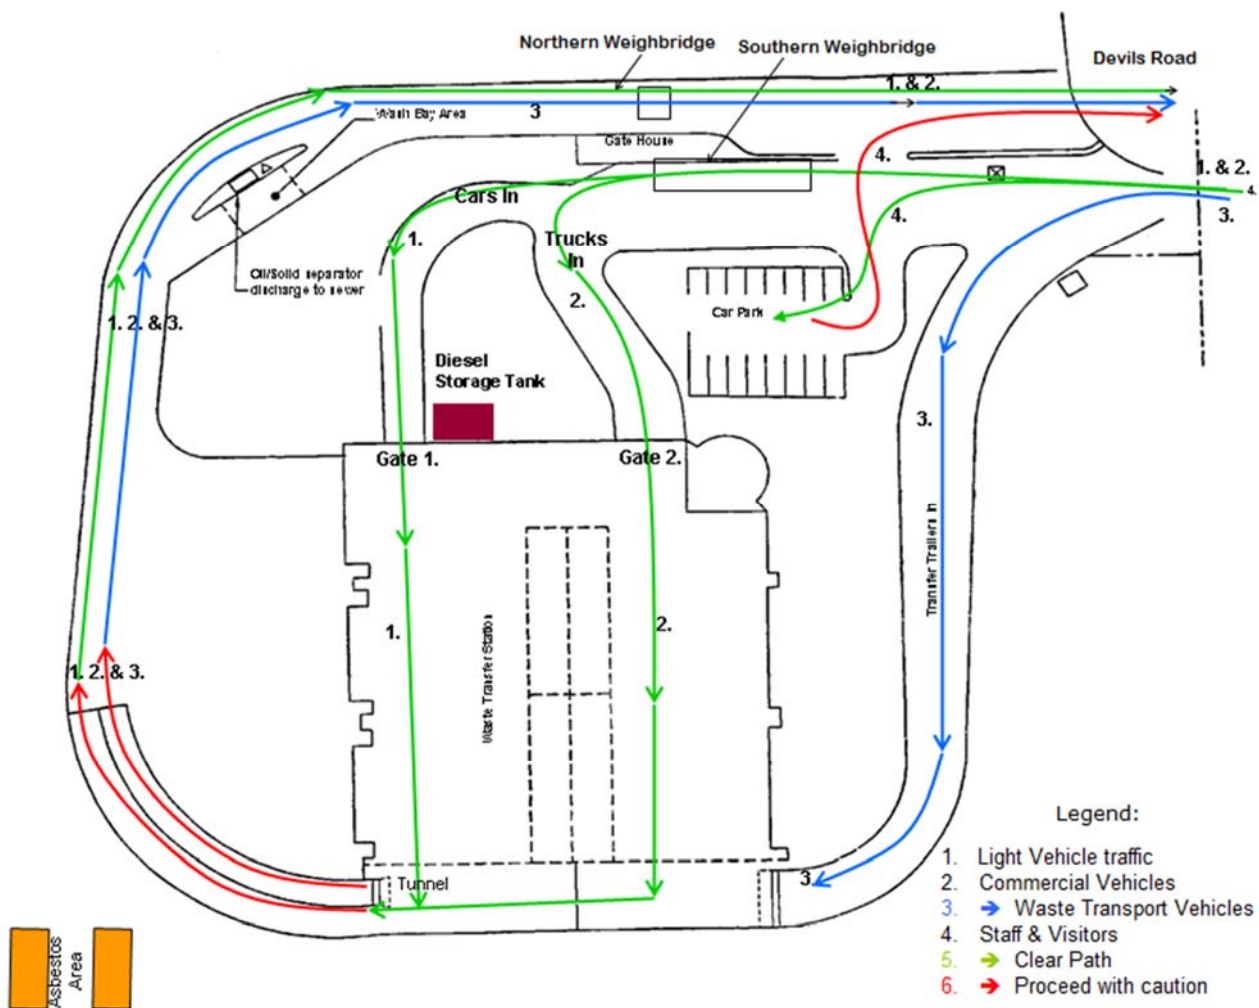 Northern Weighbridge
Southern Weighbridge
Devils Road
1. & 2.
3
Wash Bay Area
Gate House
4.
1. & 2.
4.
3.
Cars In
4.
1.
Trucks
In
2.
Oil/Solid separator
discharge to sewer
Car Park
1. 2. & 3.
Diesel
Storage Tank
3.
Gate 1.
Gate 2.
Transfer Trailers In
1.
2.
Waste Transfer Station
1. 2. & 3.
Tunnel
3.
Asbestos
Area
Legend:
1. Light Vehicle traffic
2. Commercial Vehicles
3. → Waste Transport Vehicles
4. Staff & Visitors
5. → Clear Path
6. → Proceed with caution